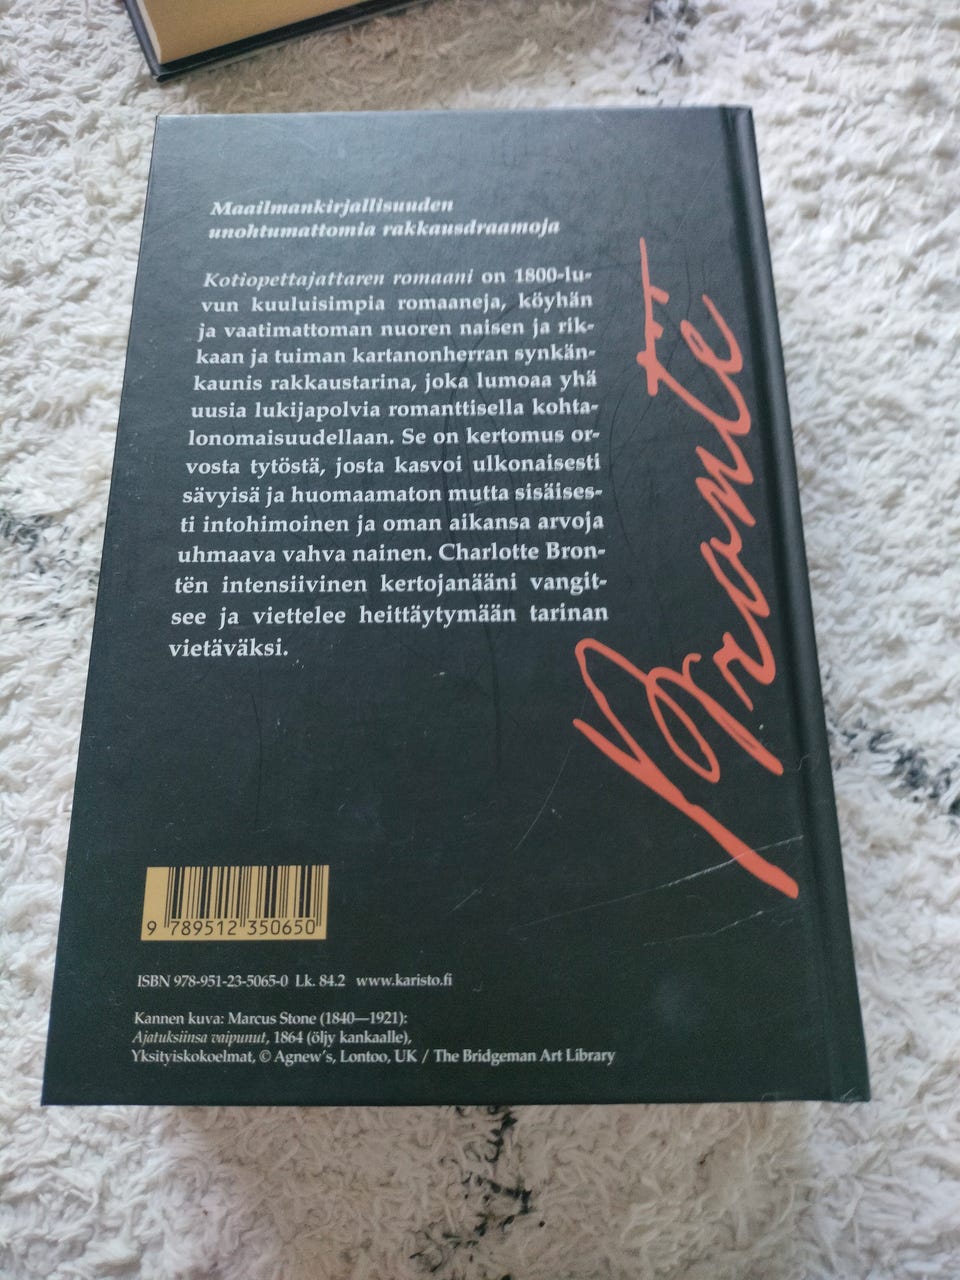 Maailmankirjallisuuden
unohtumattomia rakkausdraamoja
Kotiopettajattaren romaani on 1800-lu-
vun kuuluisimpia romaaneja, köyhän
ja vaatimattoman nuoren naisen ja rik-
kaan ja tuiman kartanonherran synkän-
kaunis rakkaustarina, joka lumoaa yhä
uusia lukijapolvia romanttisella kohta-
lonomaisuudellaan. Se on kertomus or-
vosta tytöstä, josta kasvoi ulkonaisesti
sävyisä ja huomaamaton mutta sisäises-
ti intohimoinen ja oman aikansa arvoja
uhmaava vahva nainen. Charlotte Bron-
tën intensiivinen kertojanääni vangit-
see ja viettelee heittäytymään tarinan
vietäväksi.
Brontë
9 789512 350650
ISBN 978-951-23-5065-0 Lk. 84.2 www.karisto.fi
Kannen kuva: Marcus Stone (1840—1921):
Ajatuksiinsa vaipunut, 1864 (öljy kankaalle),
Yksityiskokoelmat, © Agnew's, Lontoo, UK / The Bridgeman Art Library